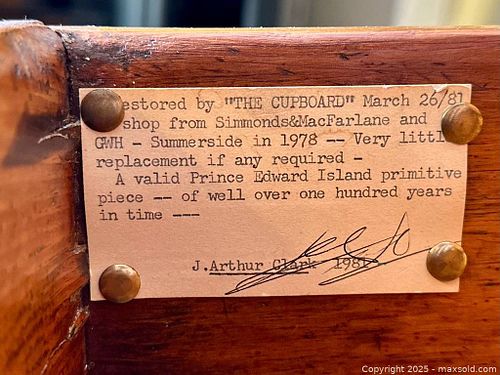 estored by "THE CUPBOARD" March 26/81
shop from Simmonds&MacFarlane and
GWH - Summerside in 1978 -- Very littl
replacement if any required -
A valid Prince Edward Island primitive
piece -- of well over one hundred years
in time ---
J.Arthur Clark 1981
Copyright 2025 - maxsold.com